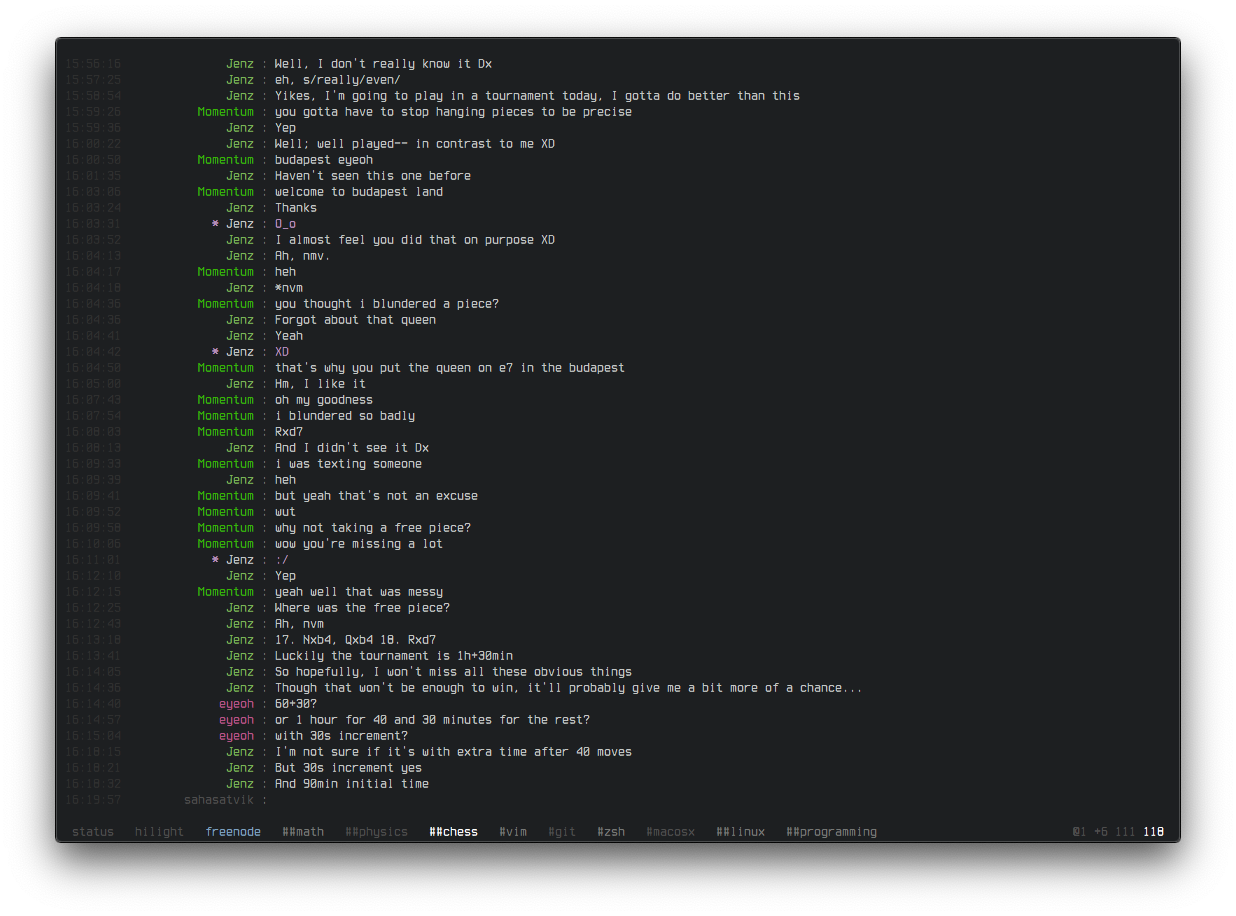 15:56:16 Jenz : Well, I don't really know it Dx
15:57:25 Jenz : eh, s/really/even/
15:58:54 Jenz : Yikes, I'm going to play in a tournament today, I gotta do better than this
15:59:26 Momentum : you gotta have to stop hanging pieces to be precise
15:59:36 Jenz : Yep
16:00:22 Jenz : Well; well played-- in contrast to me XD
16:00:50 Momentum : budapest eyeoh
16:01:35 Jenz : Haven't seen this one before
16:03:06 Momentum : welcome to budapest land
16:03:24 Jenz : Thanks
16:03:31 * Jenz : O_o
16:03:52 Jenz : I almost feel you did that on purpose XD
16:04:13 Jenz : Ah, nmv.
16:04:17 Momentum : heh
16:04:18 Jenz : *nvm
16:04:36 Momentum : you thought i blundered a piece?
16:04:36 Jenz : Forgot about that queen
16:04:41 Jenz : Yeah
16:04:42 * Jenz : XD
16:04:50 Momentum : that's why you put the queen on e7 in the budapest
16:05:00 Jenz : Hm, I like it
16:07:43 Momentum : oh my goodness
16:07:54 Momentum : i blundered so badly
16:08:03 Momentum : Rxd7
16:08:13 Jenz : And I didn't see it Dx
16:09:33 Momentum : i was texting someone
16:09:39 Jenz : heh
16:09:41 Momentum : but yeah that's not an excuse
16:09:52 Momentum : wut
16:09:58 Momentum : why not taking a free piece?
16:10:06 Momentum : wow you're missing a lot
16:11:01 * Jenz : :/
16:12:10 Jenz : Yep
16:12:15 Momentum : yeah well that was messy
16:12:25 Jenz : Where was the free piece?
16:12:43 Jenz : Ah, nvm
16:13:18 Jenz : 17. Nxb4, Qxb4 18. Rxd7
16:13:41 Jenz : Luckily the tournament is 1h+30min
16:14:05 Jenz : So hopefully, I won't miss all these obvious things
16:14:36 Jenz : Though that won't be enough to win, it'll probably give me a bit more of a chance...
16:14:40 eyeoh : 60+30?
16:14:57 eyeoh : or 1 hour for 40 and 30 minutes for the rest?
16:15:04 eyeoh : with 30s increment?
16:18:15 Jenz : I'm not sure if it's with extra time after 40 moves
16:18:21 Jenz : But 30s increment yes
16:18:32 Jenz : And 90min initial time
16:19:57 sahasatvik :
status hilight freenode ##math ##physics ##chess #vim #git #zsh #macosx ##linux ##programming @1 +6 111 118